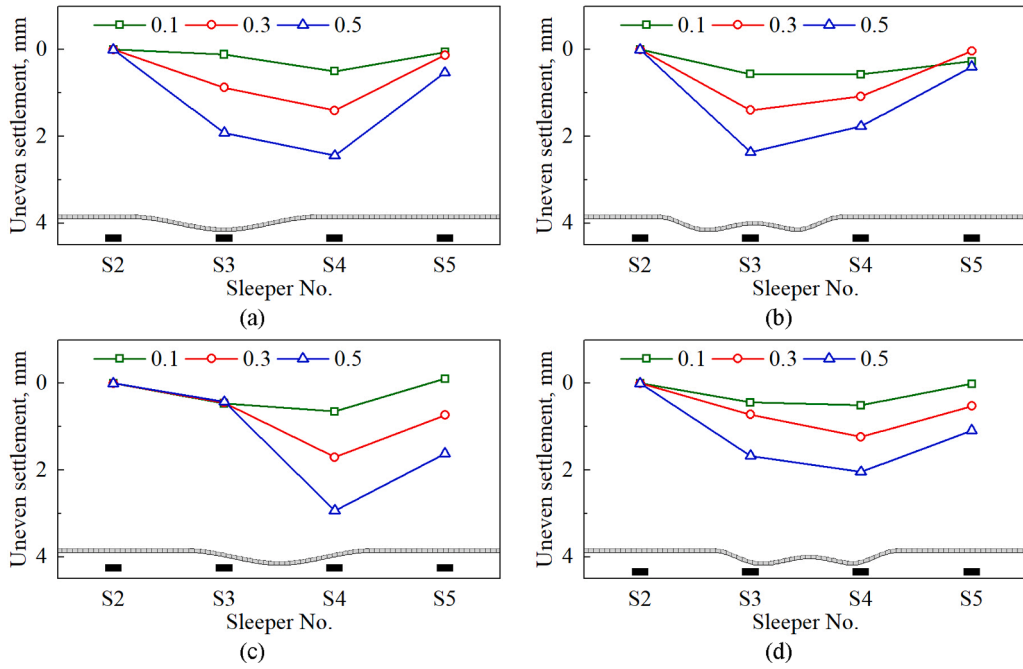 0.1 0.3 0.5
Uneven settlement, mm
0
2
4
S2 S3 S4 S5
Sleeper No.
(a)
0.1 0.3 0.5
Uneven settlement, mm
0
2
4
S2 S3 S4 S5
Sleeper No.
(b)
0.1 0.3 0.5
Uneven settlement, mm
0
2
4
S2 S3 S4 S5
Sleeper No.
(c)
0.1 0.3 0.5
Uneven settlement, mm
0
2
4
S2 S3 S4 S5
Sleeper No.
(d)